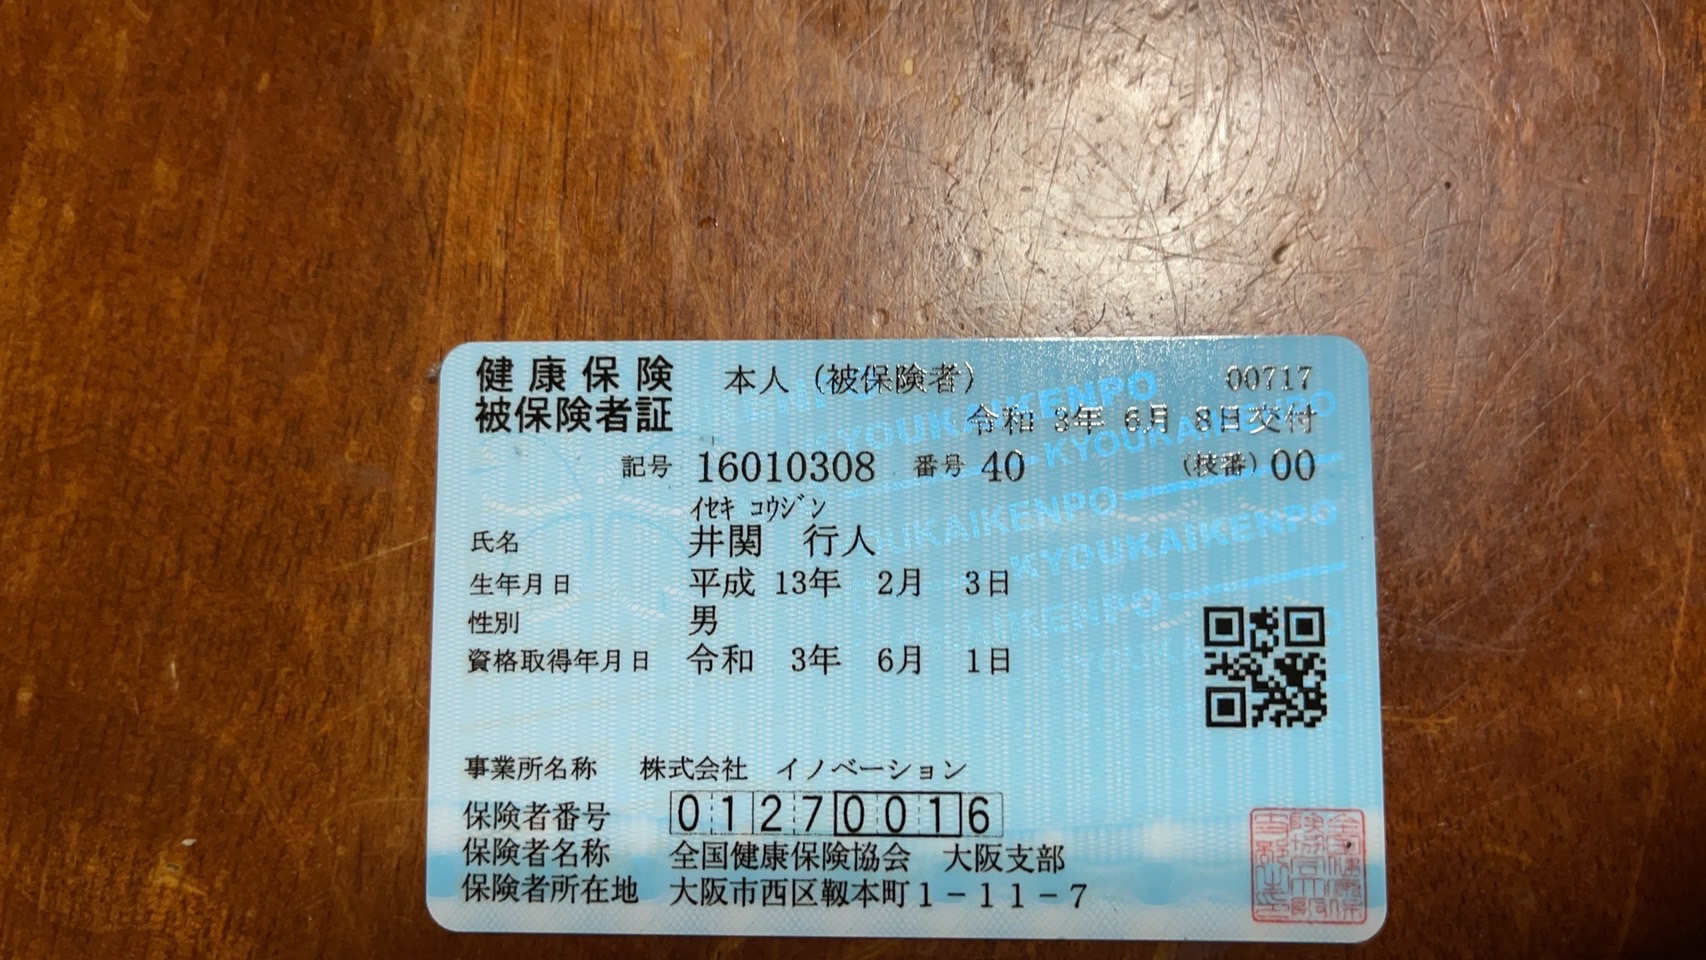 健康保険 本人（被保険者） 00717
被保険者証 令和 3年 6月 8日交付
記号 16010308 番号 40 （枝番）00
ｲｾｷ ｺｳｼﾞﾝ
氏名 井関 行人
生年月日 平成 13年 2月 3日
性別 男
資格取得年月日 令和 3年 6月 1日
事業所名称 株式会社 イノベーション
保険者番号 01270016
保険者名称 全国健康保険協会 大阪支部
保険者所在地 大阪市西区靱本町1－11－7
KYOUKAIKENPO
KYOUKAIKENPO
KYOUKAIKENPO
KYOUKAIKENPO